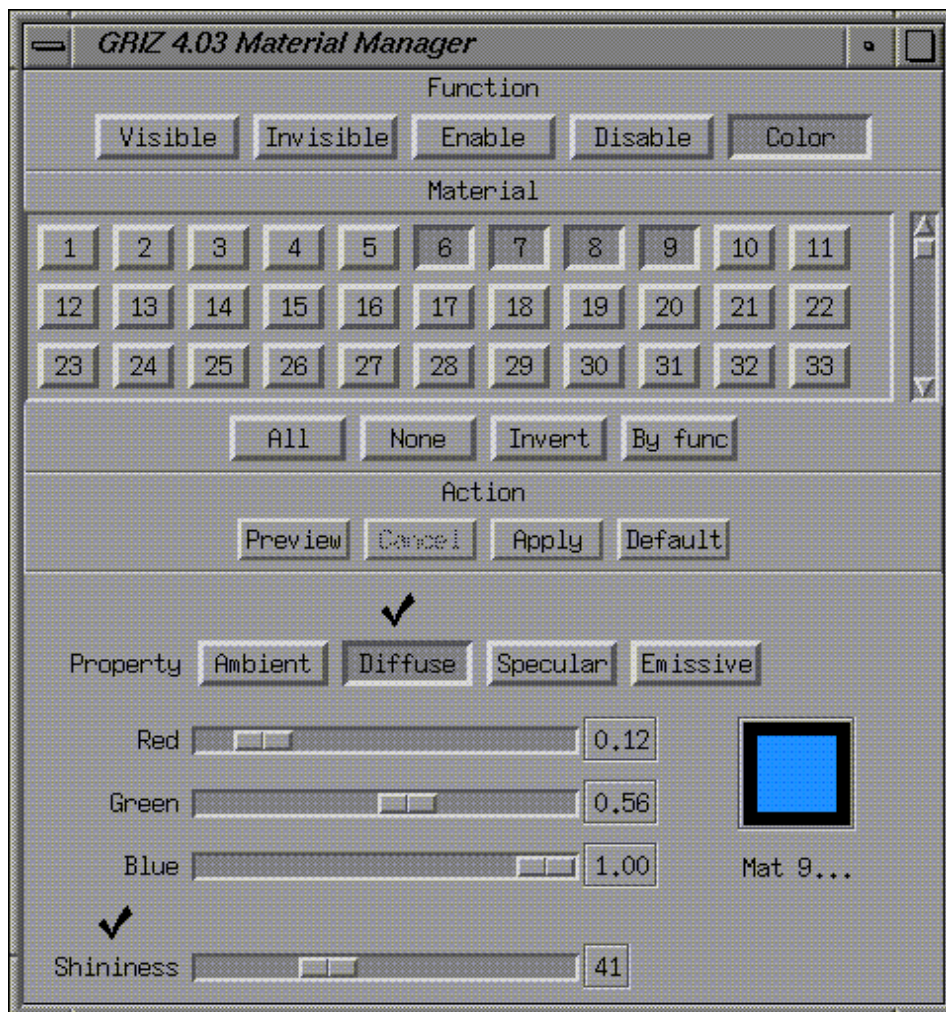 GRIZ 4.03 Material Manager
Function
Visible Invisible Enable Disable Color
Material
1 2 3 4 5 6 7 8 9 10 11
12 13 14 15 16 17 18 19 20 21 22
23 24 25 26 27 28 29 30 31 32 33
All None Invert By func
Action
Preview Cancel Apply Default
Property Ambient Diffuse Specular Emissive
Red 0.12
Green 0.56
Blue 1.00 Mat 9...
Shininess 41